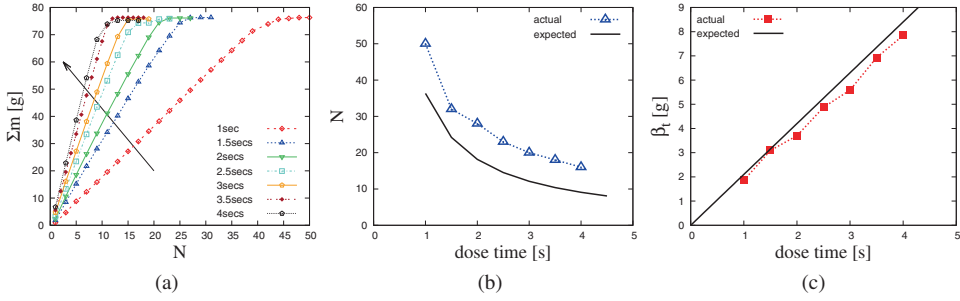 80
70
60
50
40
30
20
10
0
Σm [g]
0 5 10 15 20 25 30 35 40 45 50
N
1sec
1.5secs
2secs
2.5secs
3secs
3.5secs
4secs
(a)
60
50
40
30
20
10
0
N
0 1 2 3 4 5
dose time [s]
actual
expected
(b)
9
8
7
6
5
4
3
2
1
0
βt [g]
0 1 2 3 4 5
dose time [s]
actual
expected
(c)